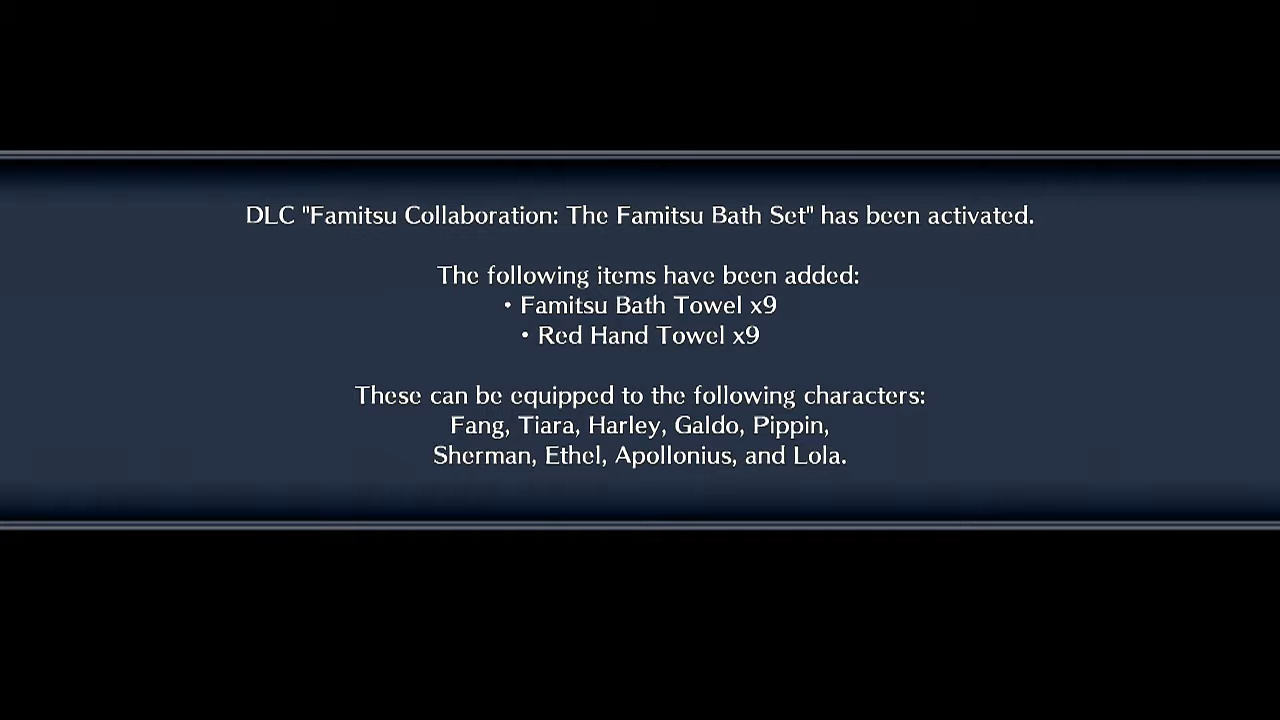 DLC "Famitsu Collaboration: The Famitsu Bath Set" has been activated.
The following items have been added:
• Famitsu Bath Towel x9
• Red Hand Towel x9
These can be equipped to the following characters:
Fang, Tiara, Harley, Galdo, Pippin,
Sherman, Ethel, Apollonius, and Lola.